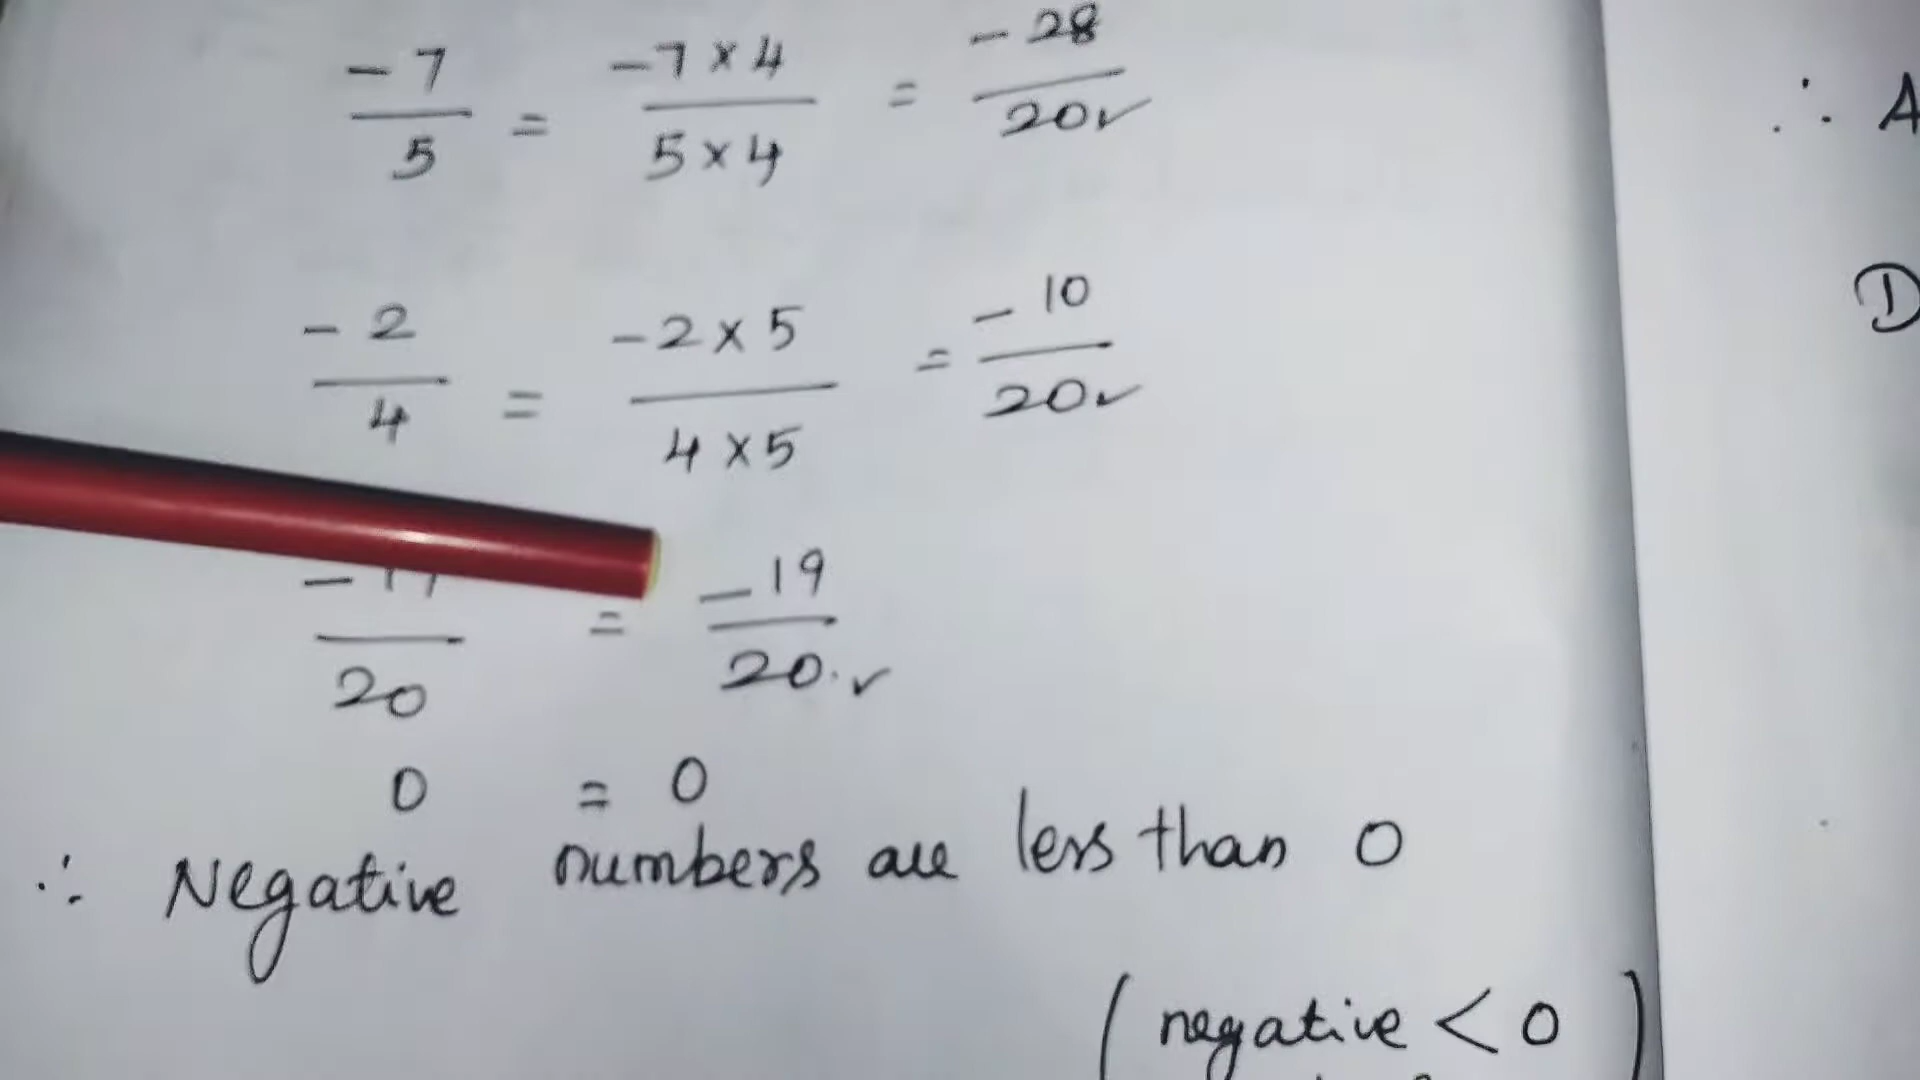 -7/5 = -7 × 4 / 5 × 4 = -28/20 ✓
-2/4 = -2 × 5 / 4 × 5 = -10/20 ✓
-19/20 = -19/20. ✓
0 = 0
∴ Negative numbers are less than 0
(negative < 0)
∴ A
D